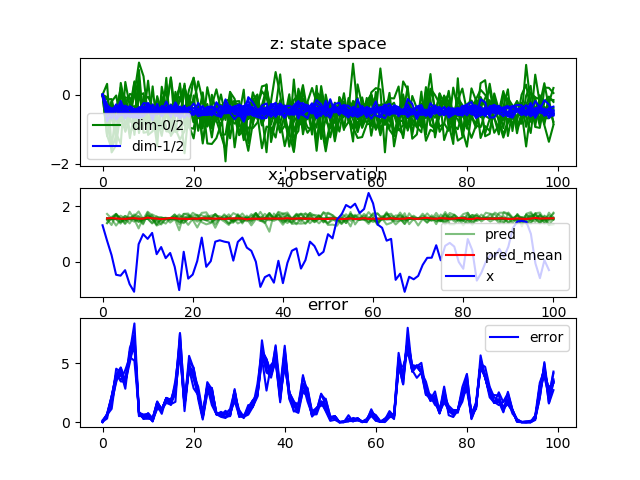 z: state space
0
−2
dim-0/2
dim-1/2
0 20 40 60 80 100
x: observation
2
0
pred
pred_mean
x
0 20 40 60 80 100
error
5
0
error
0 20 40 60 80 100